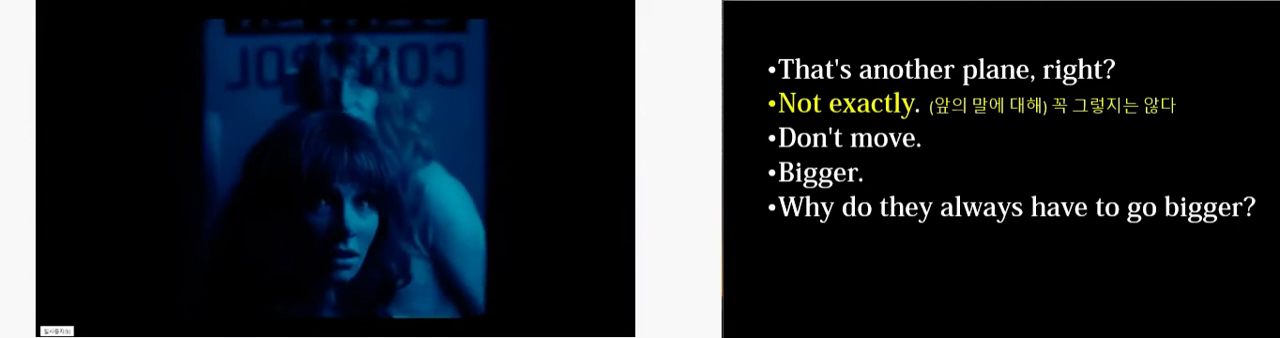 CONTROL
•That's another plane, right?
•Not exactly. (앞의 말에 대해) 꼭 그렇지는 않다
•Don't move.
•Bigger.
•Why do they always have to go bigger?